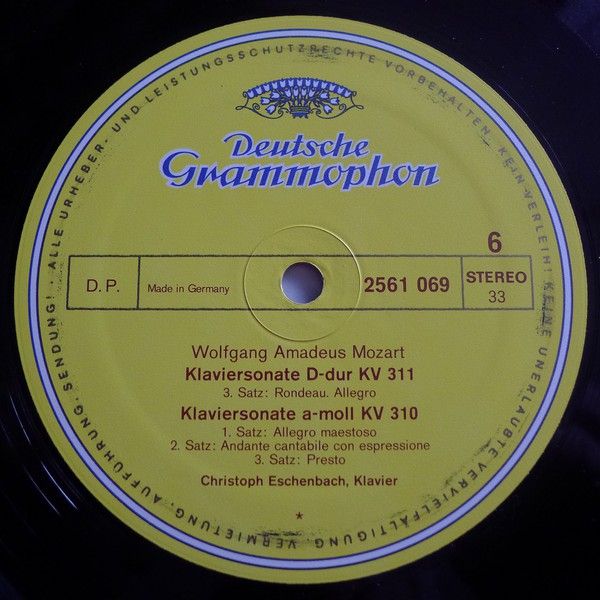 ALLE URHEBER- UND LEISTUNGSSCHUTZRECHTE VORBEHALTEN. KEIN VERLEIH! KEINE UNERLAUBTE VERVIELFÄLTIGUNG, VERMIETUNG, AUFFÜHRUNG, SENDUNG! ·
Deutsche
Grammophon
6
D. P.
Made in Germany
2561 069
STEREO
33
Wolfgang Amadeus Mozart
Klaviersonate D-dur KV 311
3. Satz: Rondeau. Allegro
Klaviersonate a-moll KV 310
1. Satz: Allegro maestoso
2. Satz: Andante cantabile con espressione
3. Satz: Presto
Christoph Eschenbach, Klavier
*